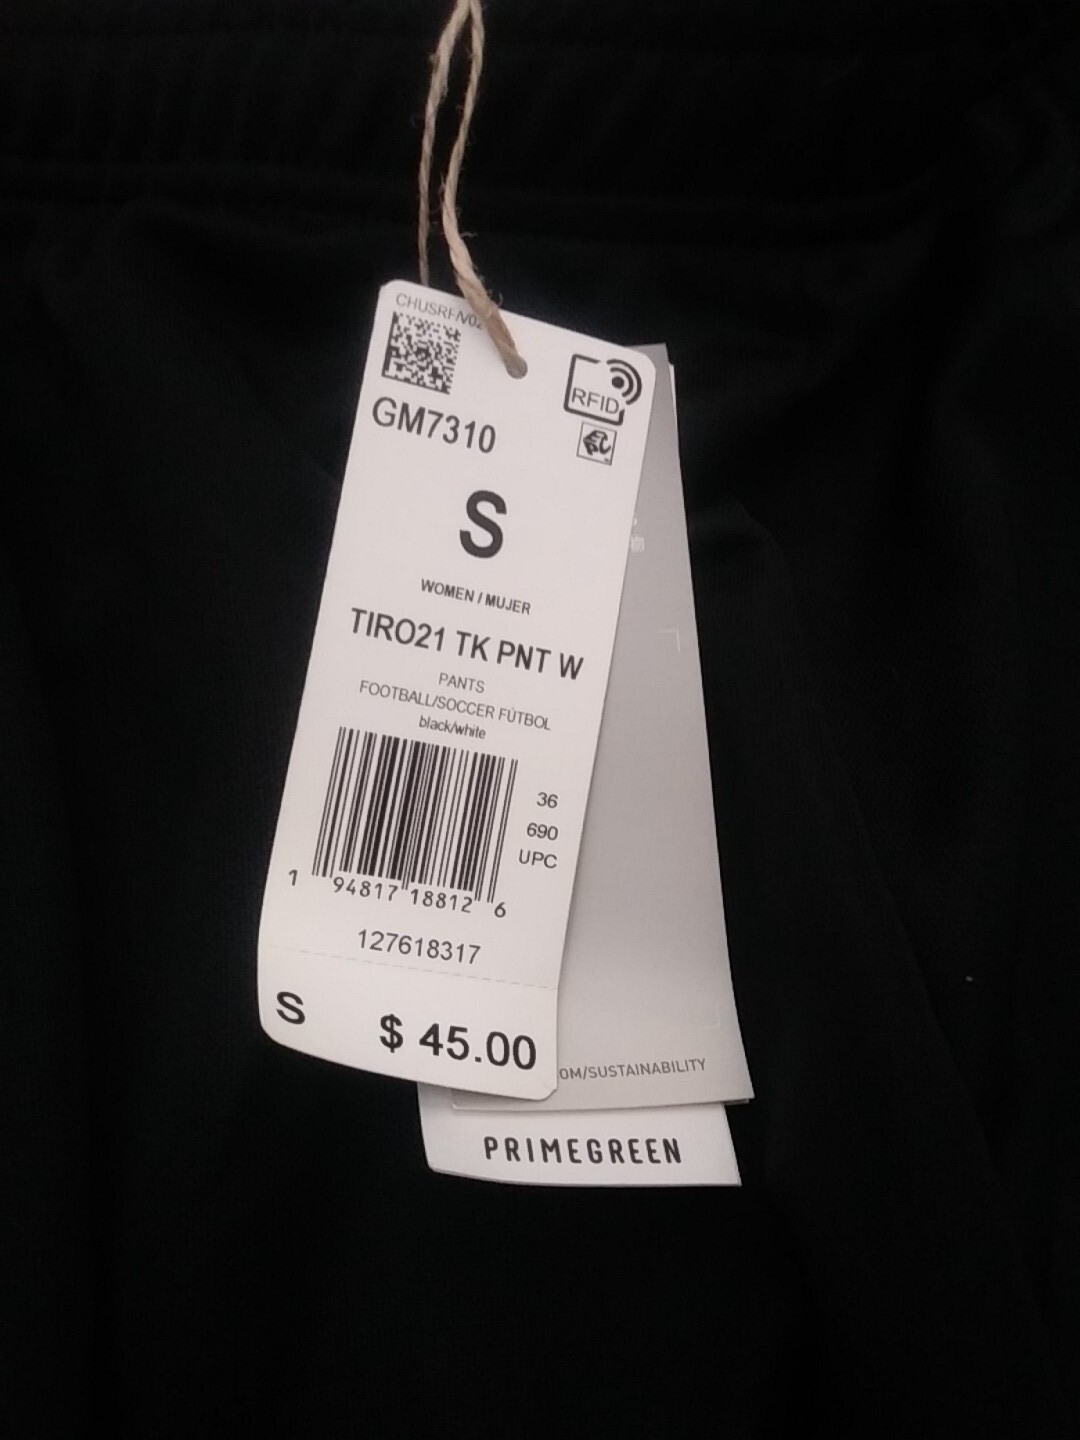 CHUSRF/V02
RFID
GM7310
S
WOMEN / MUJER
TIRO21 TK PNT W
PANTS
FOOTBALL/SOCCER FÚTBOL
black/white
36
690
UPC
1 94817 18812 6
127618317
S $ 45.00
OM/SUSTAINABILITY
PRIMEGREEN